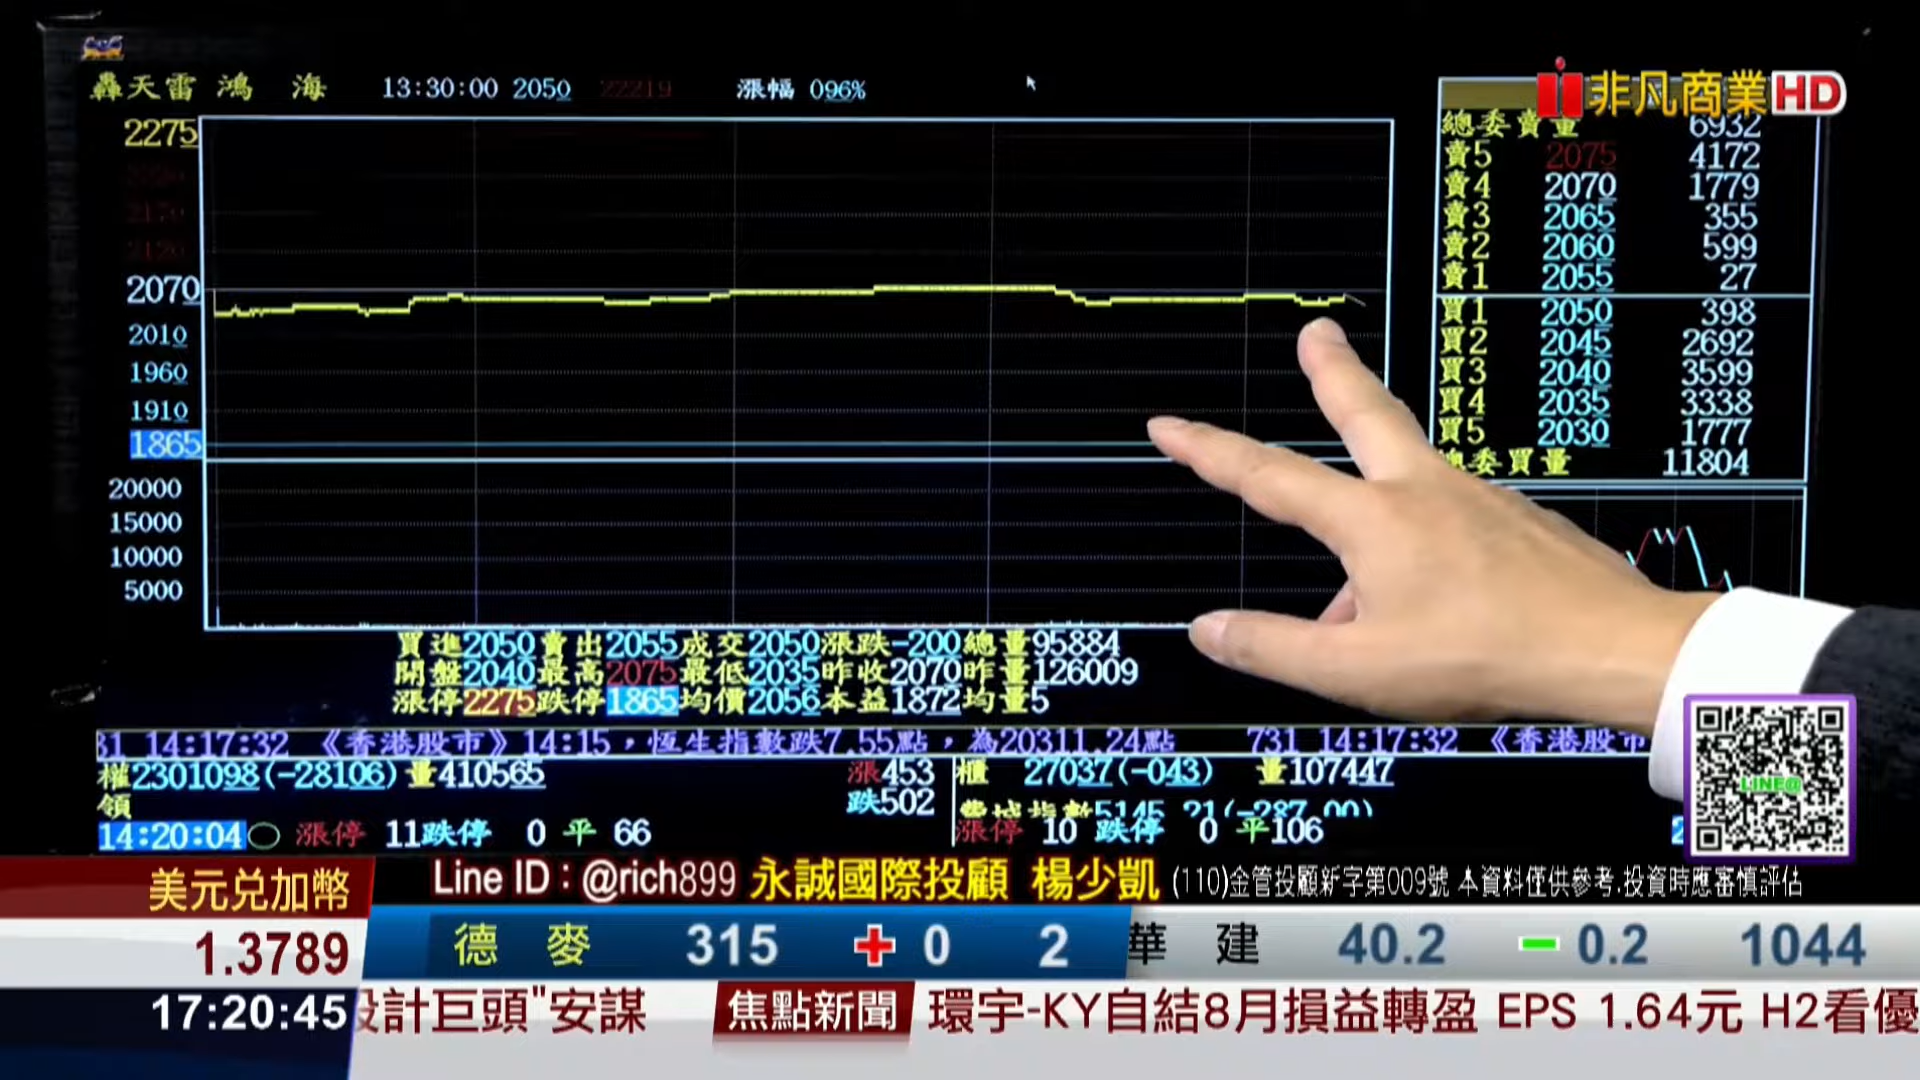 非凡商業HD
轟天雷 鴻 海 13:30:00 2050 22219 漲幅 096%
2275
2170
2120
2070
2010
1960
1910
1865
20000
15000
10000
5000
總委賣量 6932
賣5 2075 4172
賣4 2070 1779
賣3 2065 355
賣2 2060 599
賣1 2055 27
買1 2050 398
買2 2045 2692
買3 2040 3599
買4 2035 3338
買5 2030 1777
委買量 11804
買進2050賣出2055成交2050漲跌-200總量95884
開盤2040最高2075最低2035昨收2070昨量126009
漲停2275跌停1865均價2056本益1872均量5
31 14:17:32 《香港股市》14:15，恆生指數跌7.55點，為20311.24點 731 14:17:32 《香港股市
權2301098(-28106)量410565 漲453 櫃 27037(-043) 量107447
領 跌502 費城指數5145.21(-287.00)
14:20:04 漲停 11跌停 0 平 66 漲停 10 跌停 0 平106
LINE@
美元兌加幣 Line ID：@rich899 永誠國際投顧 楊少凱 (110)金管投顧新字第009號 本資料僅供參考.投資時應審慎評估
1.3789 德 麥 315 + 0 2 華 建 40.2 - 0.2 1044
17:20:45 設計巨頭"安謀 焦點新聞 環宇-KY自結8月損益轉盈 EPS 1.64元 H2看優